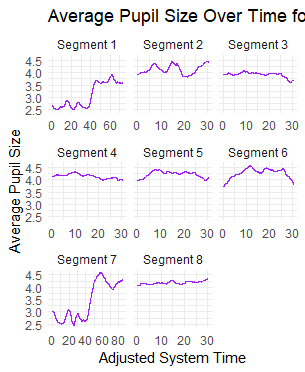 Average Pupil Size Over Time fo
Segment 1 Segment 2 Segment 3
4.5
4.0
3.5
3.0
2.5
0 20 40 60 0 10 20 30 0 10 20 30
Segment 4 Segment 5 Segment 6
4.5
4.0
3.5
3.0
2.5
0 10 20 30 0 10 20 30
Segment 7 Segment 8
4.5
4.0
3.5
3.0
2.5
0 20 40 60 80 0 10 20 30
Average Pupil Size
Adjusted System Time